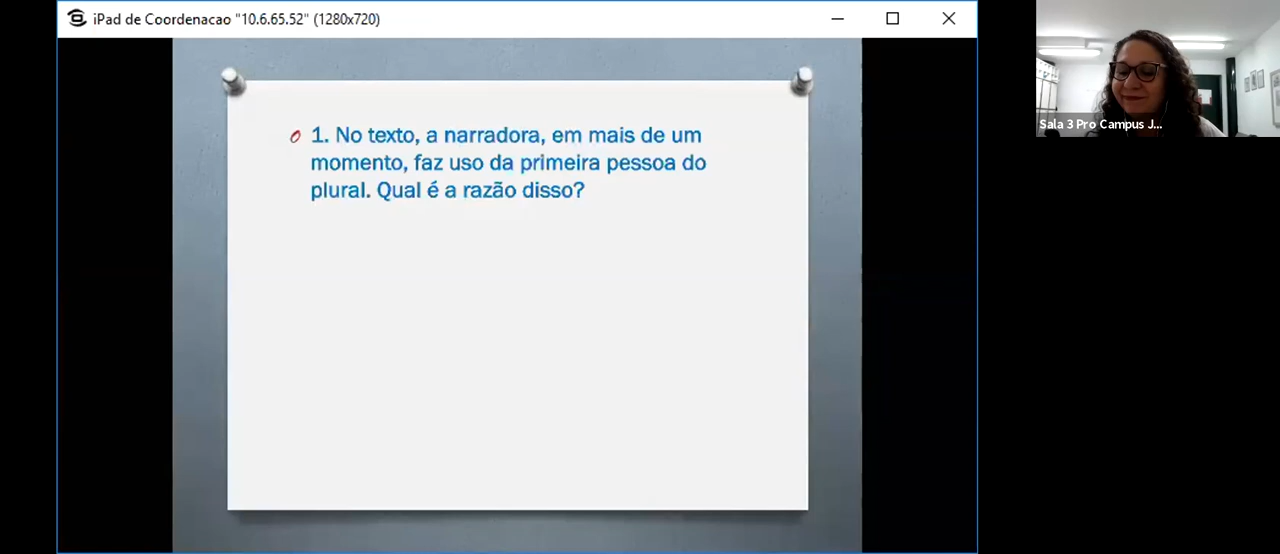 iPad de Coordenacao "10.6.65.52" (1280x720)
1. No texto, a narradora, em mais de um
momento, faz uso da primeira pessoa do
plural. Qual é a razão disso?
Sala 3 Pro Campus J...